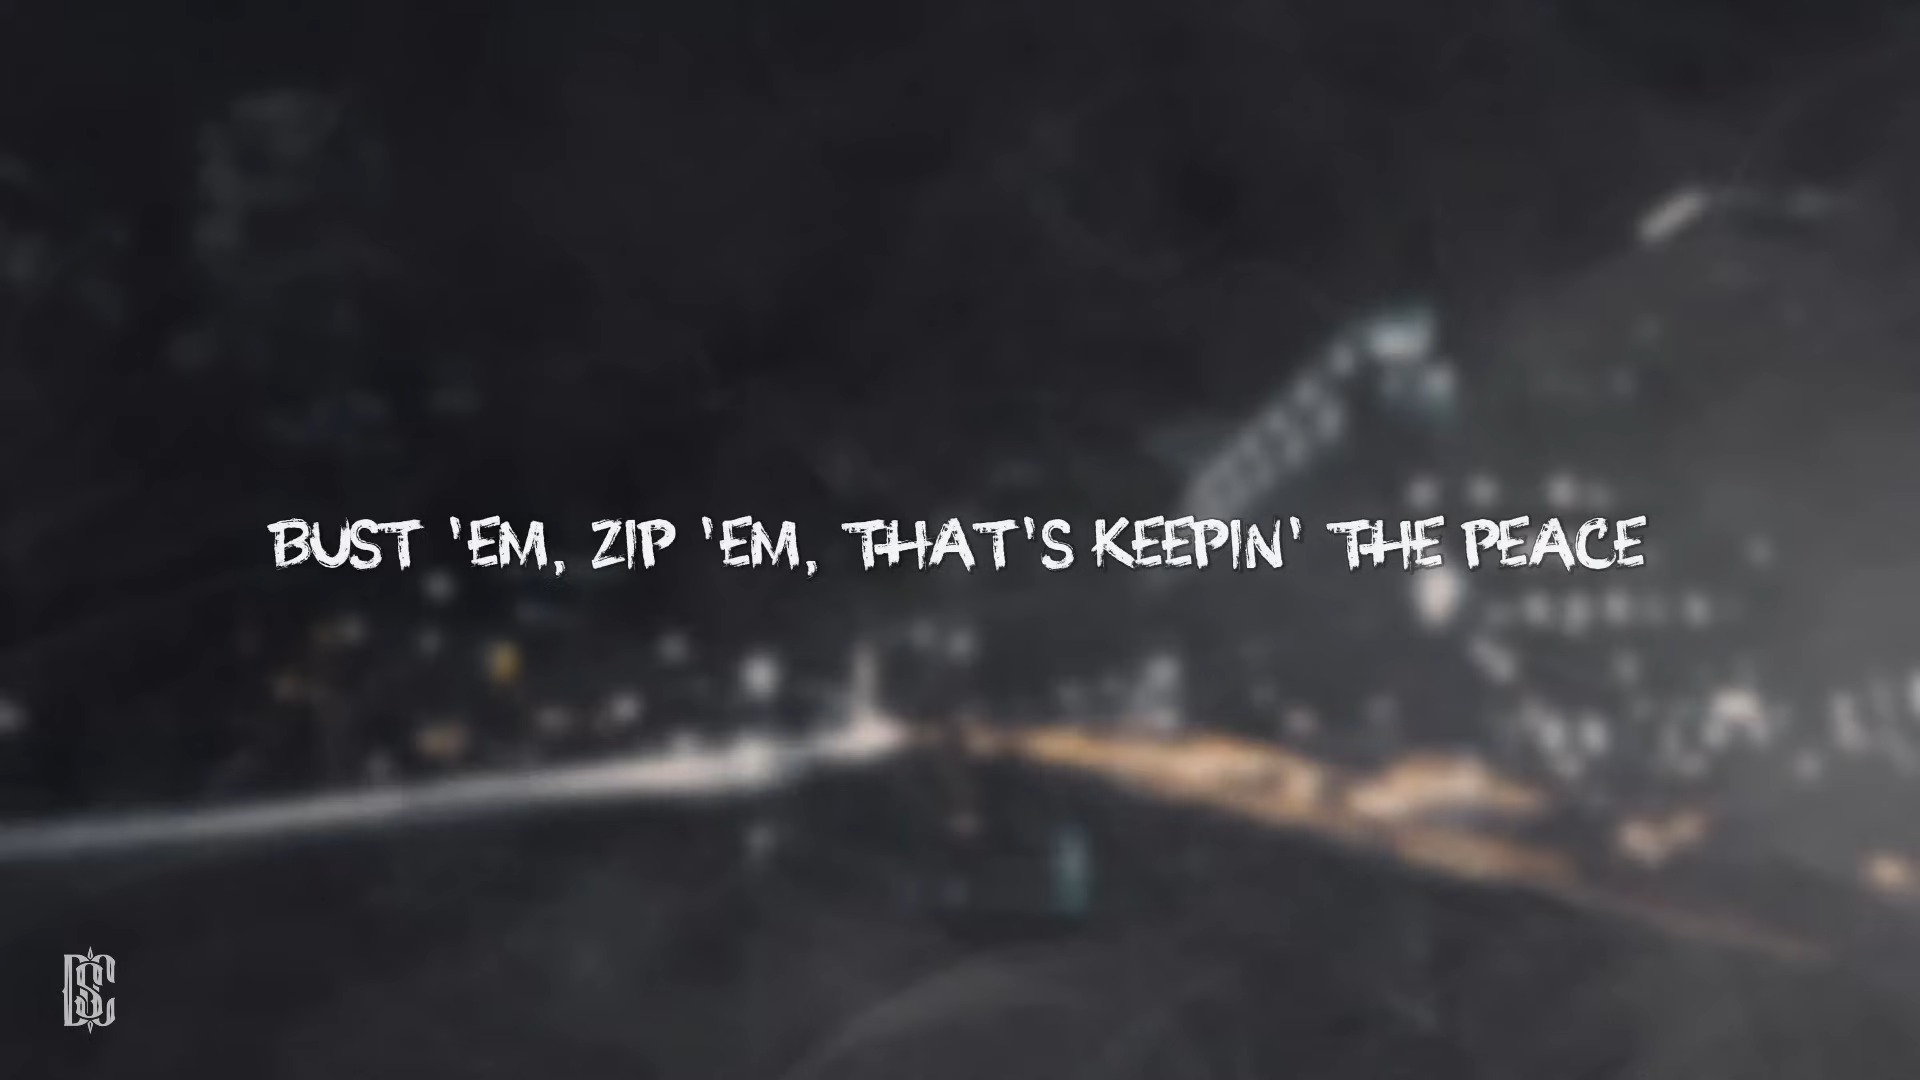 BUST 'EM, ZIP 'EM, THAT'S KEEPIN' THE PEACE